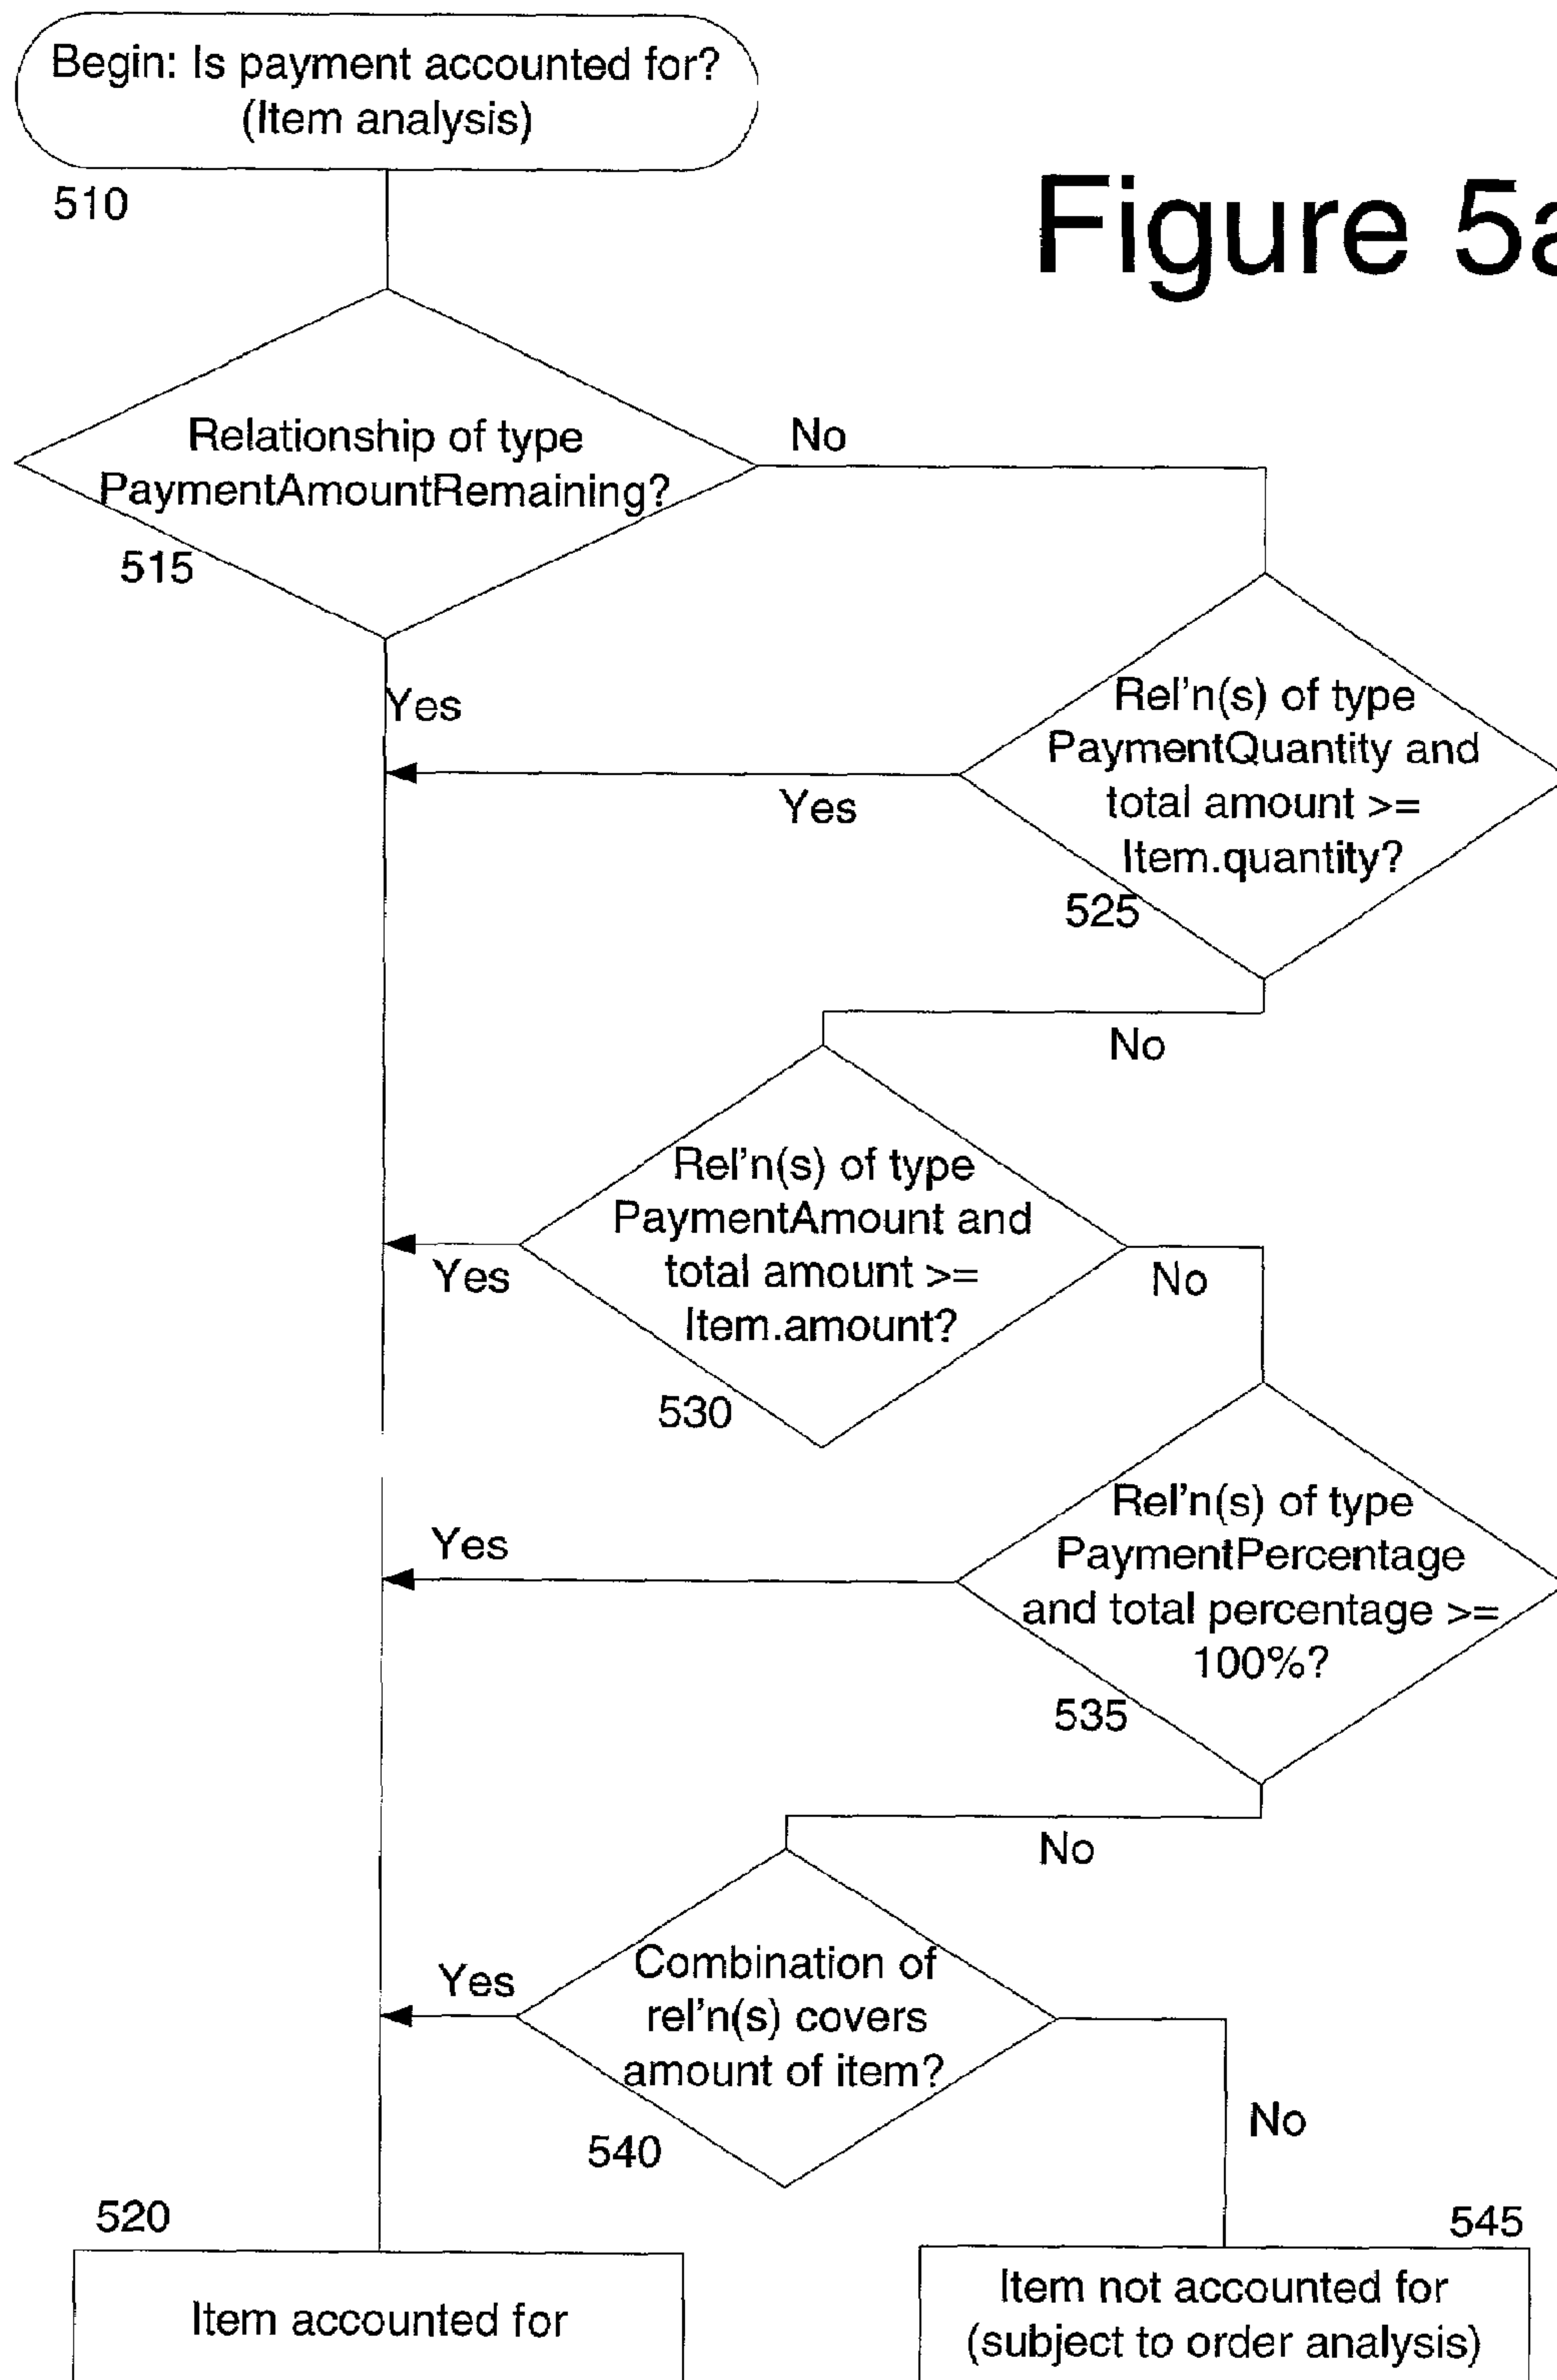 Begin: Is payment accounted for?
(Item analysis)
510
Figure 5a
Relationship of type
PaymentAmountRemaining?
515
No
Yes
Rel'n(s) of type
PaymentQuantity and
total amount >=
Item.quantity?
525
Yes
No
Rel'n(s) of type
PaymentAmount and
total amount >=
Item.amount?
530
Yes
No
Rel'n(s) of type
PaymentPercentage
and total percentage >=
100%?
535
Yes
No
Combination of
rel'n(s) covers
amount of item?
540
Yes
No
520
Item accounted for
545
Item not accounted for
(subject to order analysis)